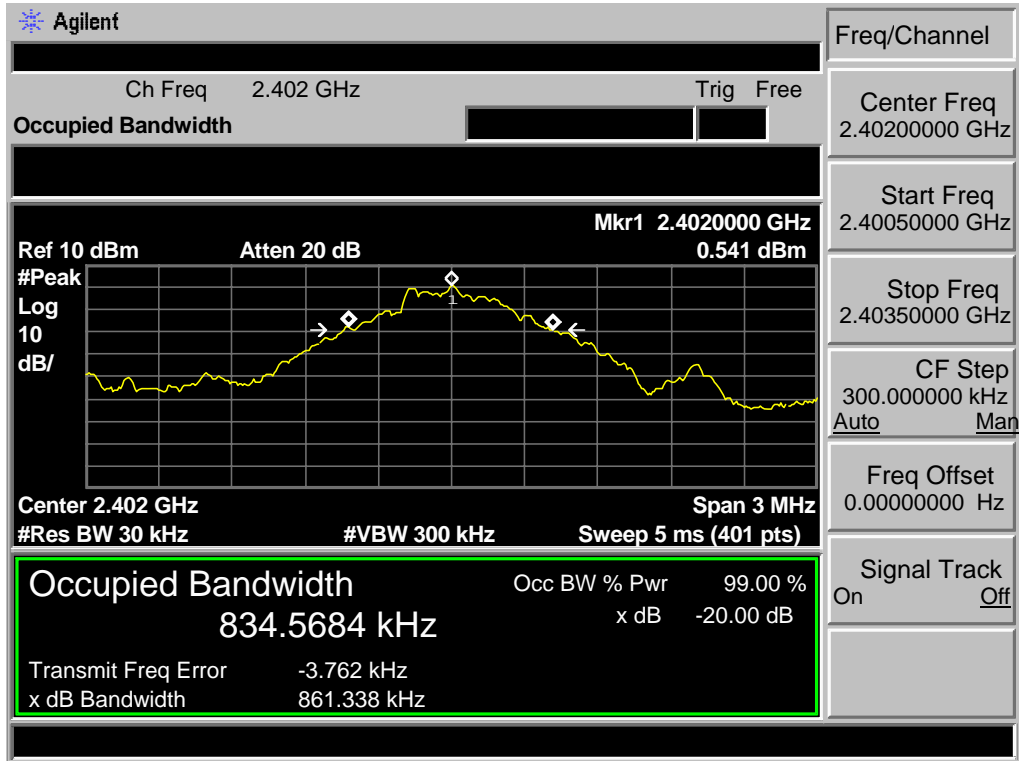 Agilent
Freq/Channel
Ch Freq 2.402 GHz Trig Free
Occupied Bandwidth
Center Freq
2.40200000 GHz
Start Freq
2.40050000 GHz
Mkr1 2.4020000 GHz
Ref 10 dBm Atten 20 dB 0.541 dBm
#Peak
Log
10
dB/
1
Stop Freq
2.40350000 GHz
CF Step
300.000000 kHz
Auto Man
Freq Offset
0.00000000 Hz
Center 2.402 GHz Span 3 MHz
#Res BW 30 kHz #VBW 300 kHz Sweep 5 ms (401 pts)
Signal Track
On Off
Occupied Bandwidth Occ BW % Pwr 99.00 %
834.5684 kHz x dB -20.00 dB
Transmit Freq Error -3.762 kHz
x dB Bandwidth 861.338 kHz